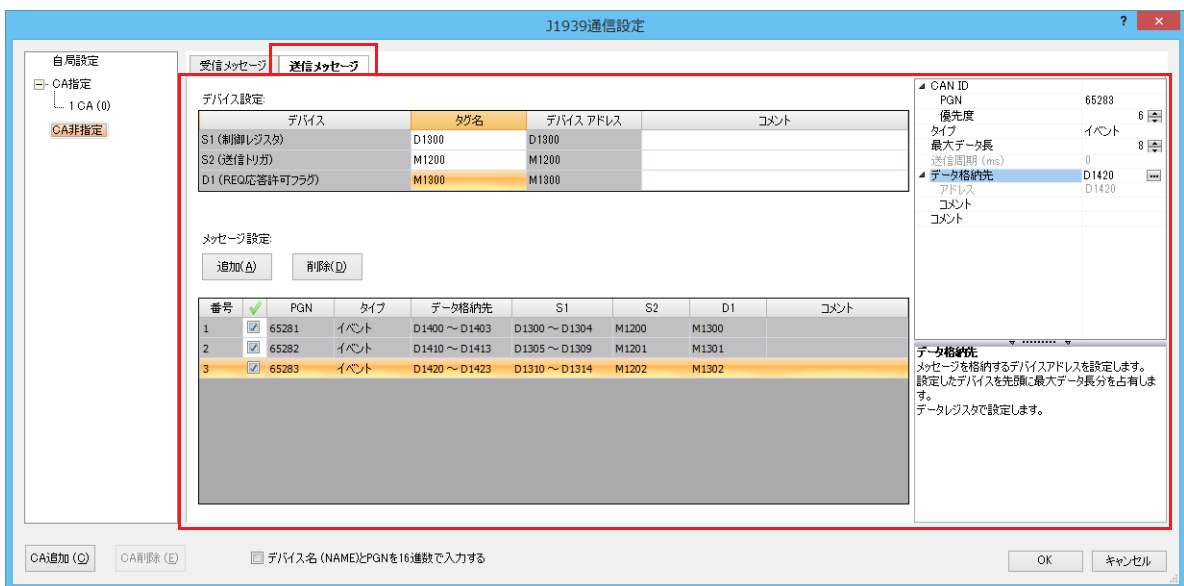 J1939通信設定
?
×
自局設定
CA指定
1 CA (0)
CA非指定
受信メッセージ
送信メッセージ
デバイス設定:
デバイス タグ名 デバイス アドレス コメント
S1 (制御レジスタ) D1300 D1300
S2 (送信トリガ) M1200 M1200
D1 (REQ応答許可フラグ) M1300 M1300
メッセージ設定:
追加(A) 削除(D)
番号 PGN タイプ データ格納先 S1 S2 D1 コメント
1 65281 イベント D1400 ～ D1403 D1300 ～ D1304 M1200 M1300
2 65282 イベント D1410 ～ D1413 D1305 ～ D1309 M1201 M1301
3 65283 イベント D1420 ～ D1423 D1310 ～ D1314 M1202 M1302
CAN ID
PGN 65283
優先度 6
タイプ イベント
最大データ長 8
送信周期 (ms) 0
データ格納先 D1420 ...
アドレス D1420
コメント
コメント
データ格納先
メッセージを格納するデバイスアドレスを設定します。
設定したデバイスを先頭に最大データ長分を占有しま
す。
データレジスタで設定します。
CA追加 (C) CA削除 (E)
デバイス名 (NAME)とPGNを16進数で入力する
OK キャンセル